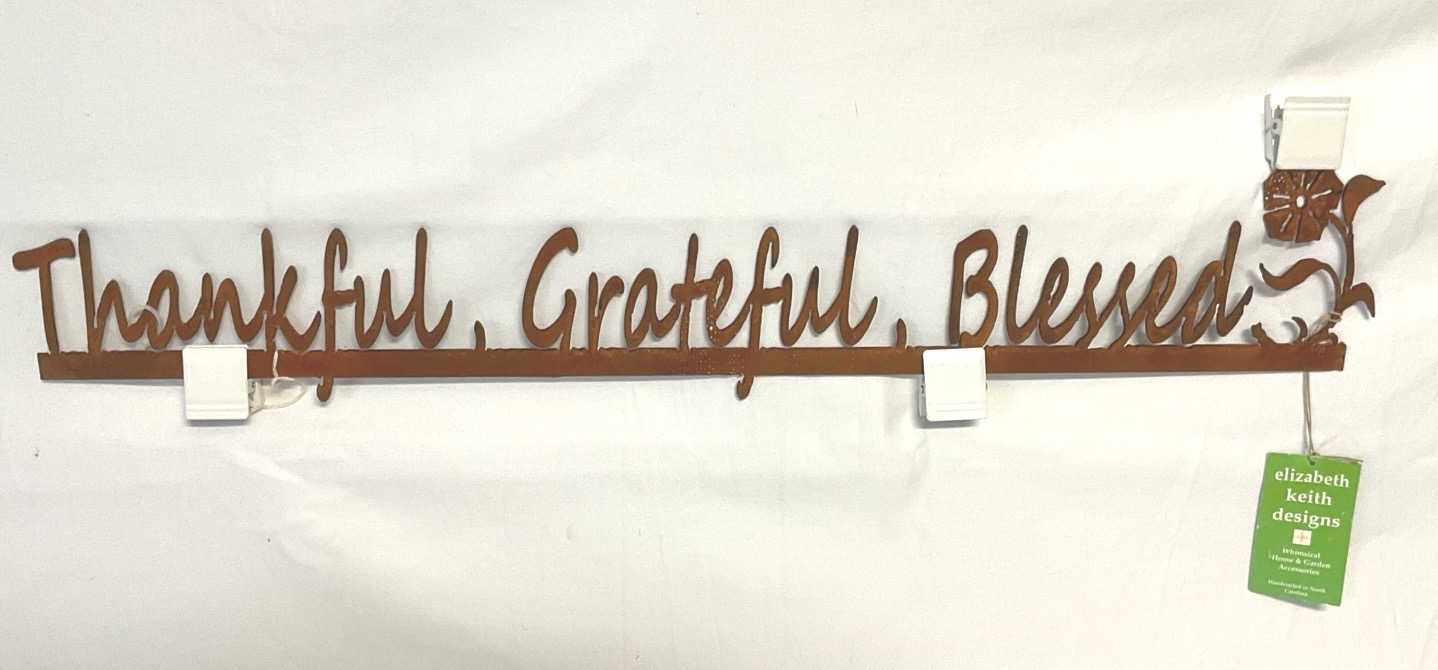 Thankful, Grateful, Blessed
elizabeth
keith
designs
Whimsical
Home & Garden
Accessories
Handcrafted in North
Carolina